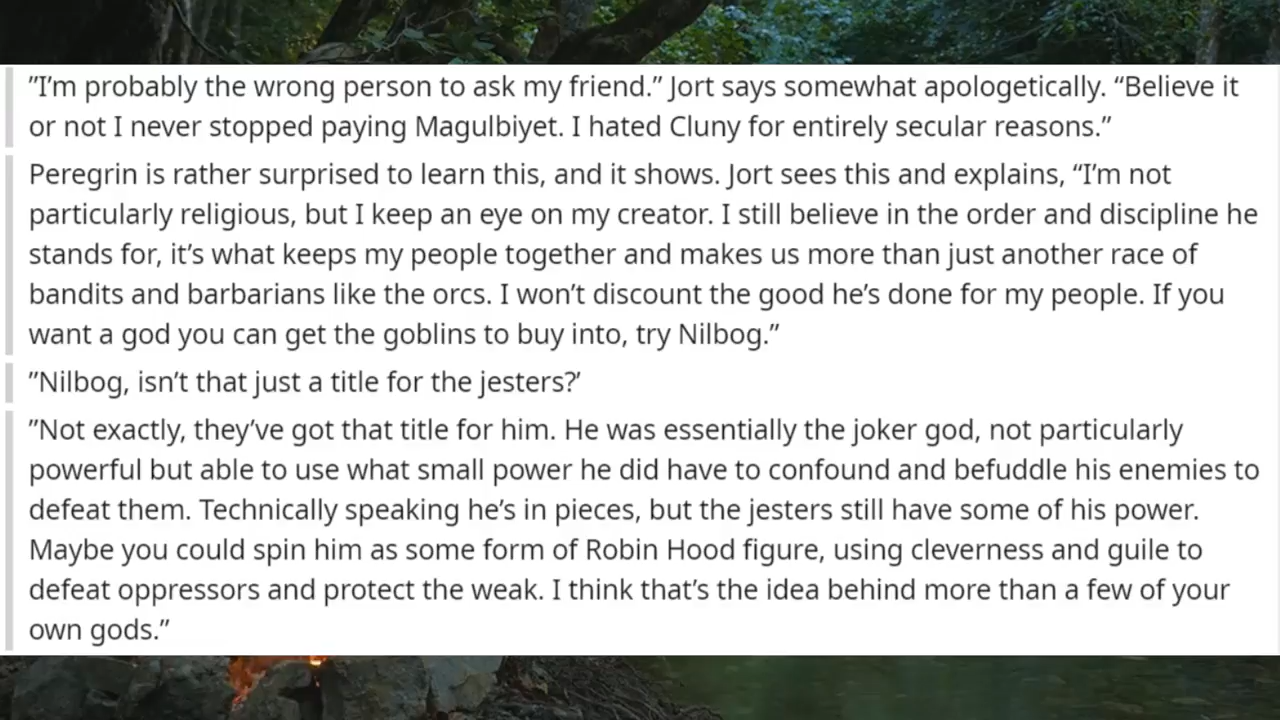 ”I’m probably the wrong person to ask my friend.” Jort says somewhat apologetically. “Believe it
or not I never stopped paying Magulbiyet. I hated Cluny for entirely secular reasons.”
Peregrin is rather surprised to learn this, and it shows. Jort sees this and explains, “I’m not
particularly religious, but I keep an eye on my creator. I still believe in the order and discipline he
stands for, it’s what keeps my people together and makes us more than just another race of
bandits and barbarians like the orcs. I won’t discount the good he’s done for my people. If you
want a god you can get the goblins to buy into, try Nilbog.”
”Nilbog, isn’t that just a title for the jesters?’
”Not exactly, they’ve got that title for him. He was essentially the joker god, not particularly
powerful but able to use what small power he did have to confound and befuddle his enemies to
defeat them. Technically speaking he’s in pieces, but the jesters still have some of his power.
Maybe you could spin him as some form of Robin Hood figure, using cleverness and guile to
defeat oppressors and protect the weak. I think that’s the idea behind more than a few of your
own gods.”